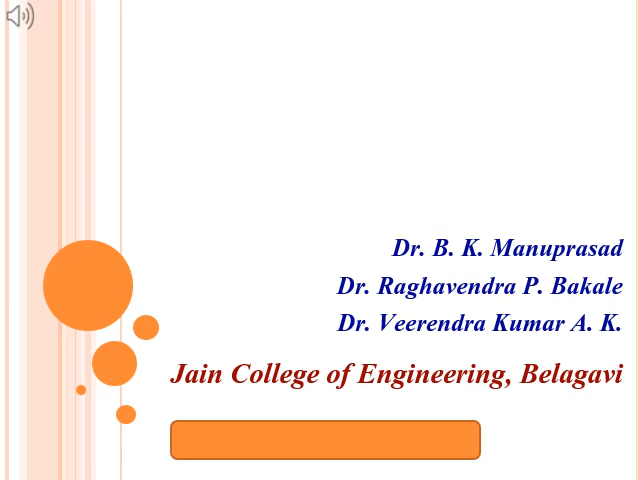 Dr. B. K. Manuprasad
Dr. Raghavendra P. Bakale
Dr. Veerendra Kumar A. K.
Jain College of Engineering, Belagavi